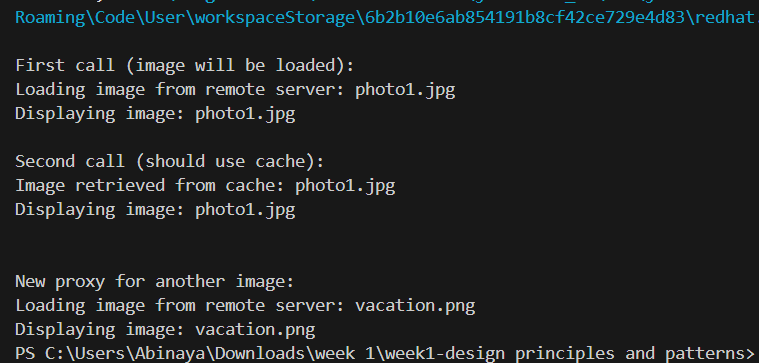 Roaming\Code\User\workspaceStorage\6b2b10e6ab854191b8cf42ce729e4d83\redhat.
First call (image will be loaded):
Loading image from remote server: photo1.jpg
Displaying image: photo1.jpg
Second call (should use cache):
Image retrieved from cache: photo1.jpg
Displaying image: photo1.jpg
New proxy for another image:
Loading image from remote server: vacation.png
Displaying image: vacation.png
PS C:\Users\Abinaya\Downloads\week 1\week1-design principles and patterns>